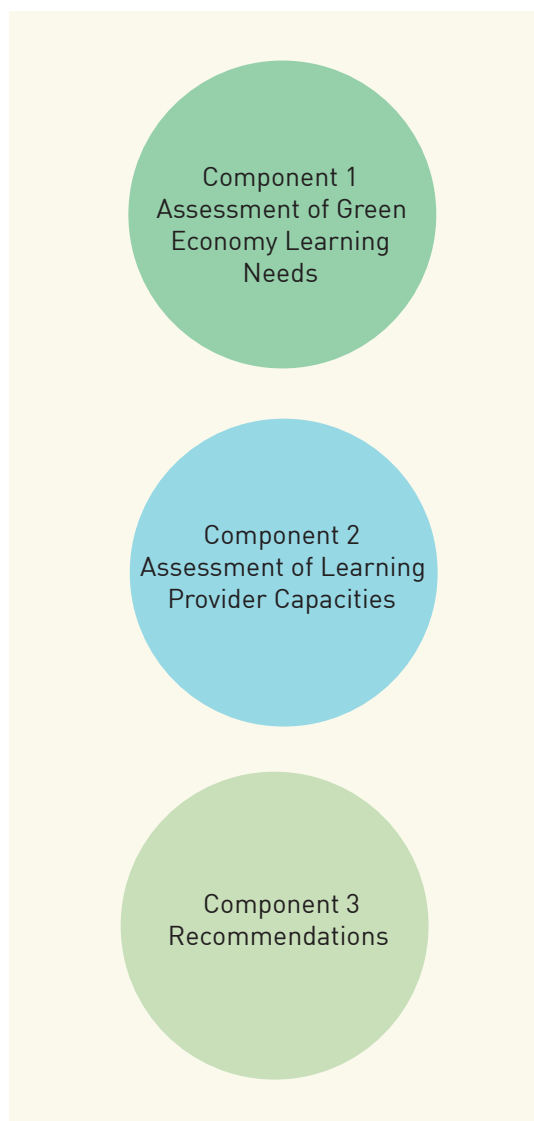 Component 1
Assessment of Green
Economy Learning
Needs
Component 2
Assessment of Learning
Provider Capacities
Component 3
Recommendations